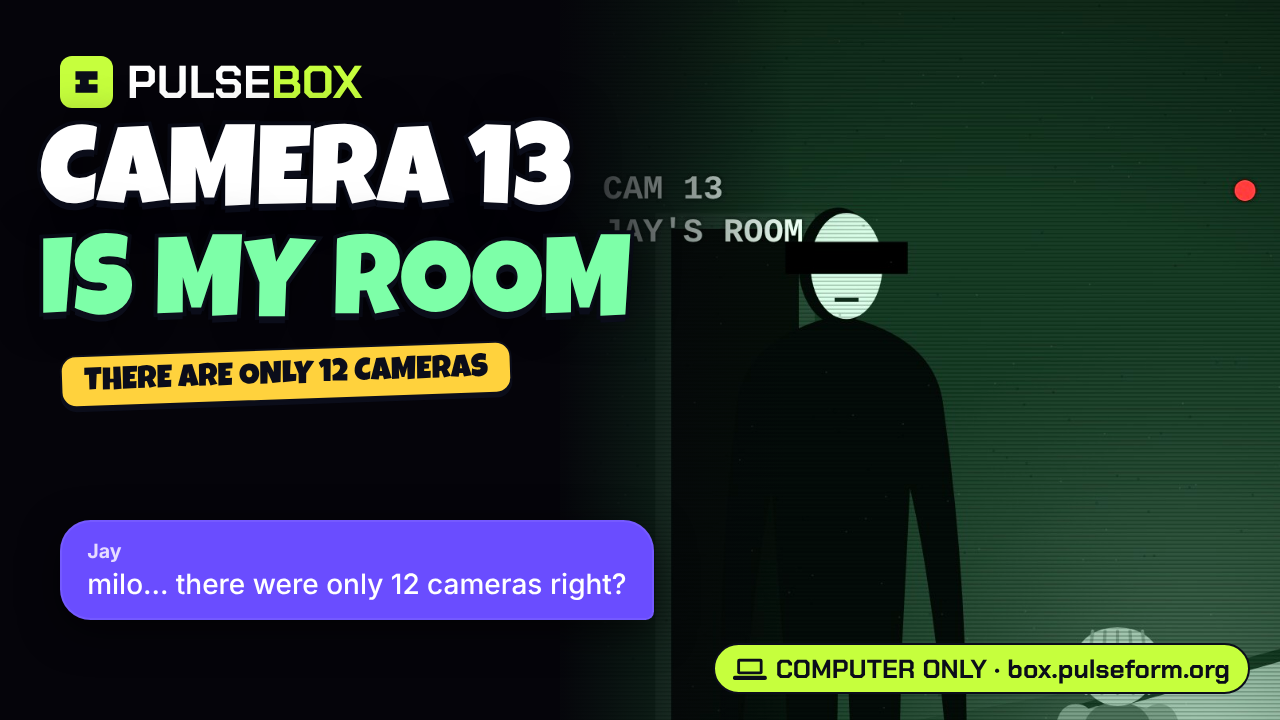 PULSEBOX
CAMERA 13
IS MY ROOM
THERE ARE ONLY 12 CAMERAS
CAM 13
JAY'S ROOM
Jay
milo... there were only 12 cameras right?
COMPUTER ONLY · box.pulseform.org